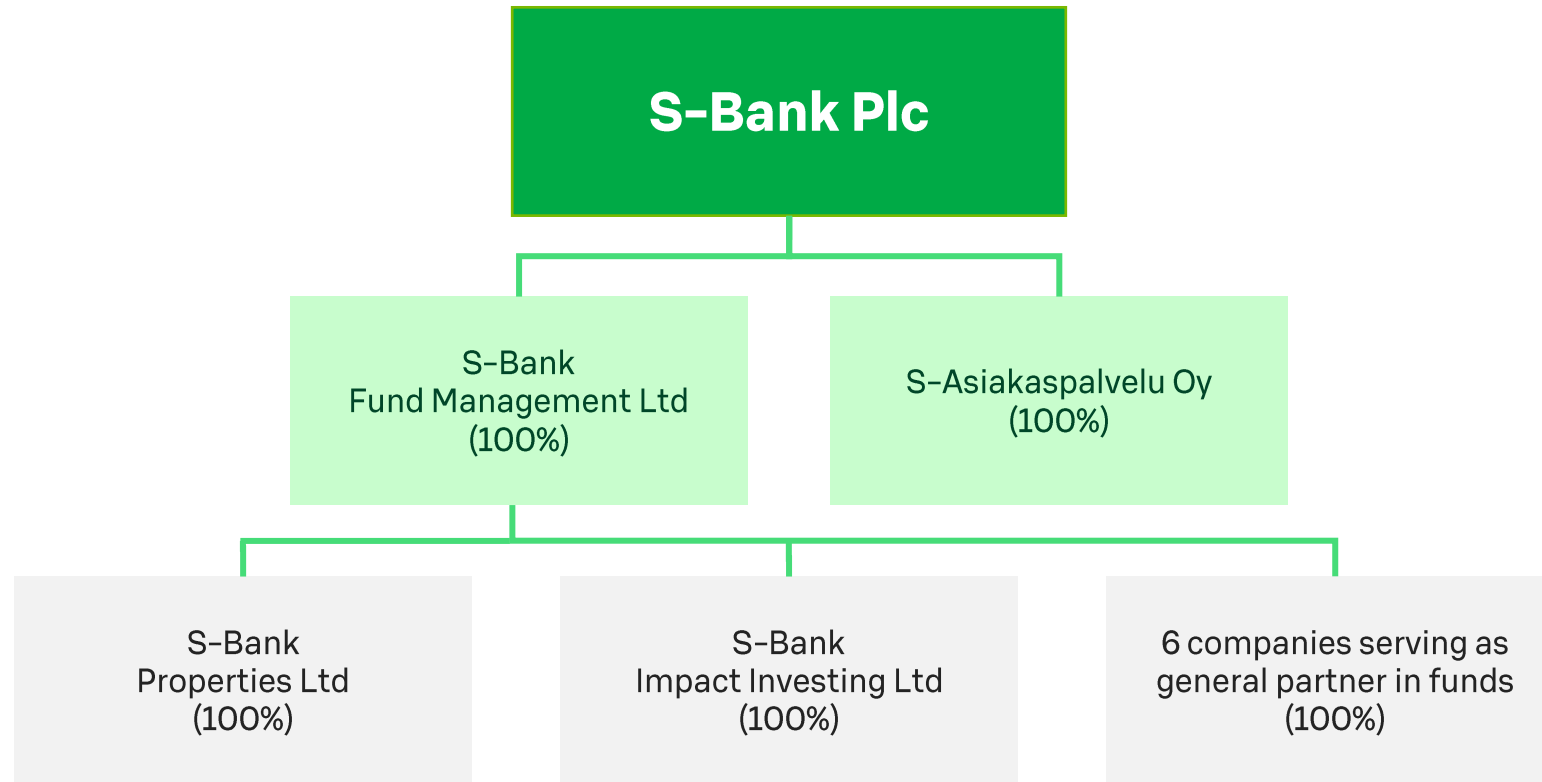 S-Bank Plc
S-Bank
Fund Management Ltd
(100%)
S-Asiakaspalvelu Oy
(100%)
S-Bank
Properties Ltd
(100%)
S-Bank
Impact Investing Ltd
(100%)
6 companies serving as
general partner in funds
(100%)